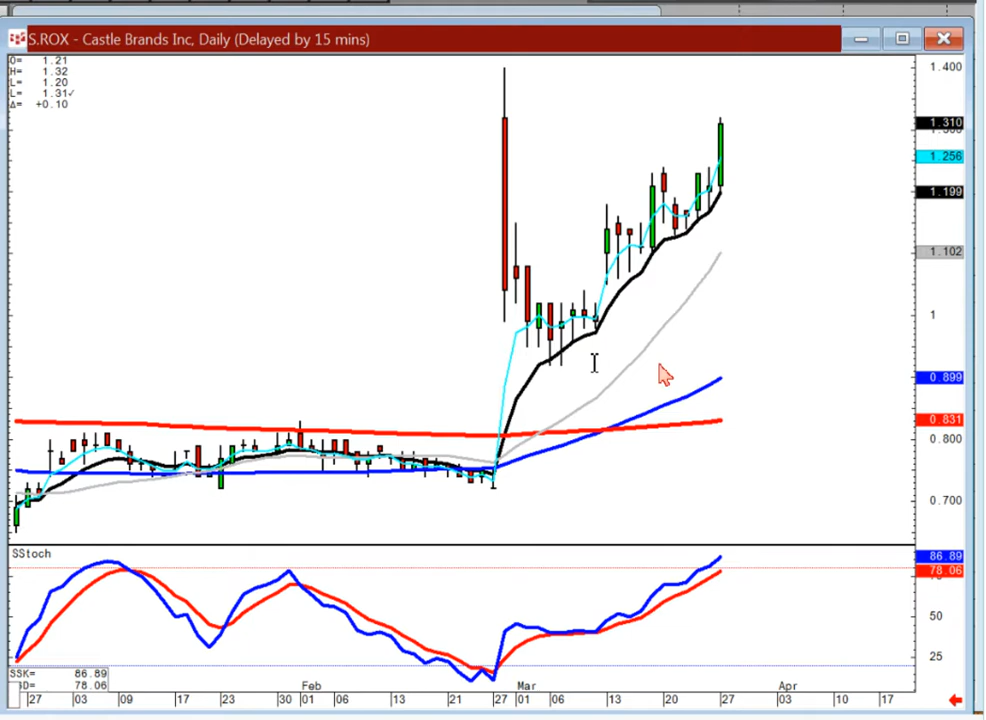 S.ROX - Castle Brands Inc, Daily (Delayed by 15 mins)
O= 1.21
H= 1.32
L= 1.20
L= 1.31✓
Δ= +0.10
1.400
1.310
1.256
1.199
1.102
1
0.899
0.831
0.800
0.700
SStoch
86.89
78.06
50
25
SSK= 86.89
D= 78.06
Feb Mar Apr
27 03 09 17 23 30 01 06 13 21 27 01 06 13 20 27 03 10 17